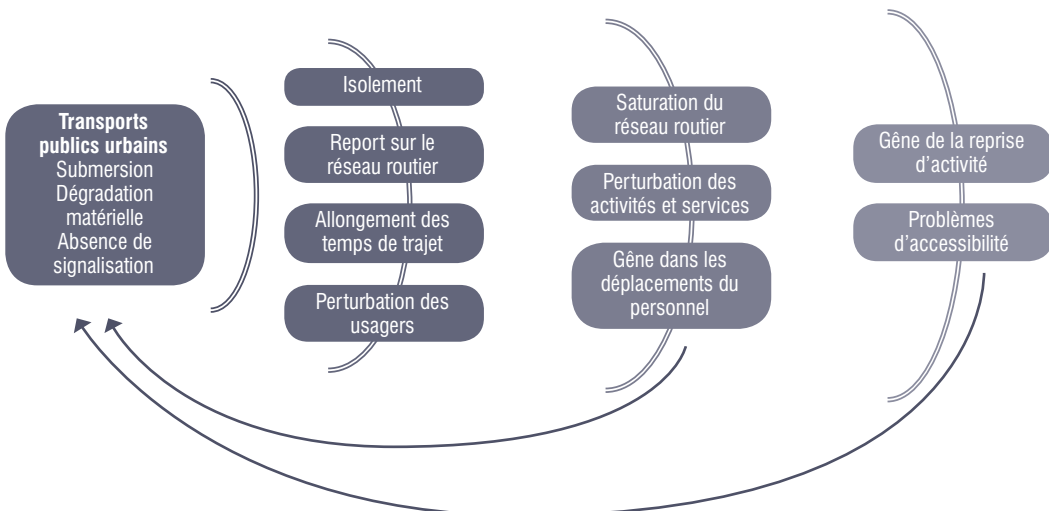 Transports
publics urbains
Submersion
Dégradation
matérielle
Absence de
signalisation
Isolement
Report sur le
réseau routier
Allongement des
temps de trajet
Perturbation des
usagers
Saturation du
réseau routier
Perturbation des
activités et services
Gêne dans les
déplacements du
personnel
Gêne de la reprise
d’activité
Problèmes
d’accessibilité